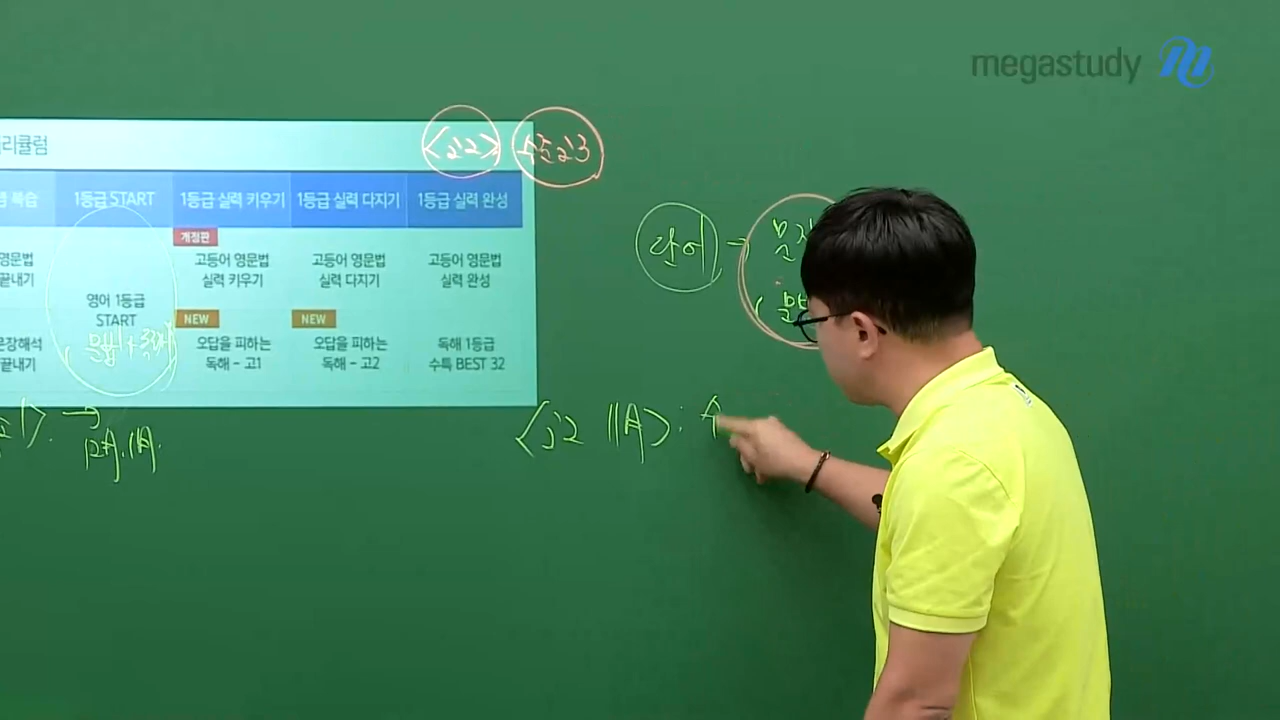 megastudy
리큘럼
<고2> 수준 고3
복습 1등급 START 1등급 실력 키우기 1등급 실력 다지기 1등급 실력 완성
개정판
영문법 끝내기
영어 1등급 START
고등어 영문법 실력 키우기
고등어 영문법 실력 다지기
고등어 영문법 실력 완성
NEW NEW
문장해석 끝내기
문법+독해
오답을 피하는 독해 - 고1
오답을 피하는 독해 - 고2
독해 1등급 수특 BEST 32
단어
12月, 1月.
<고2 11月> :